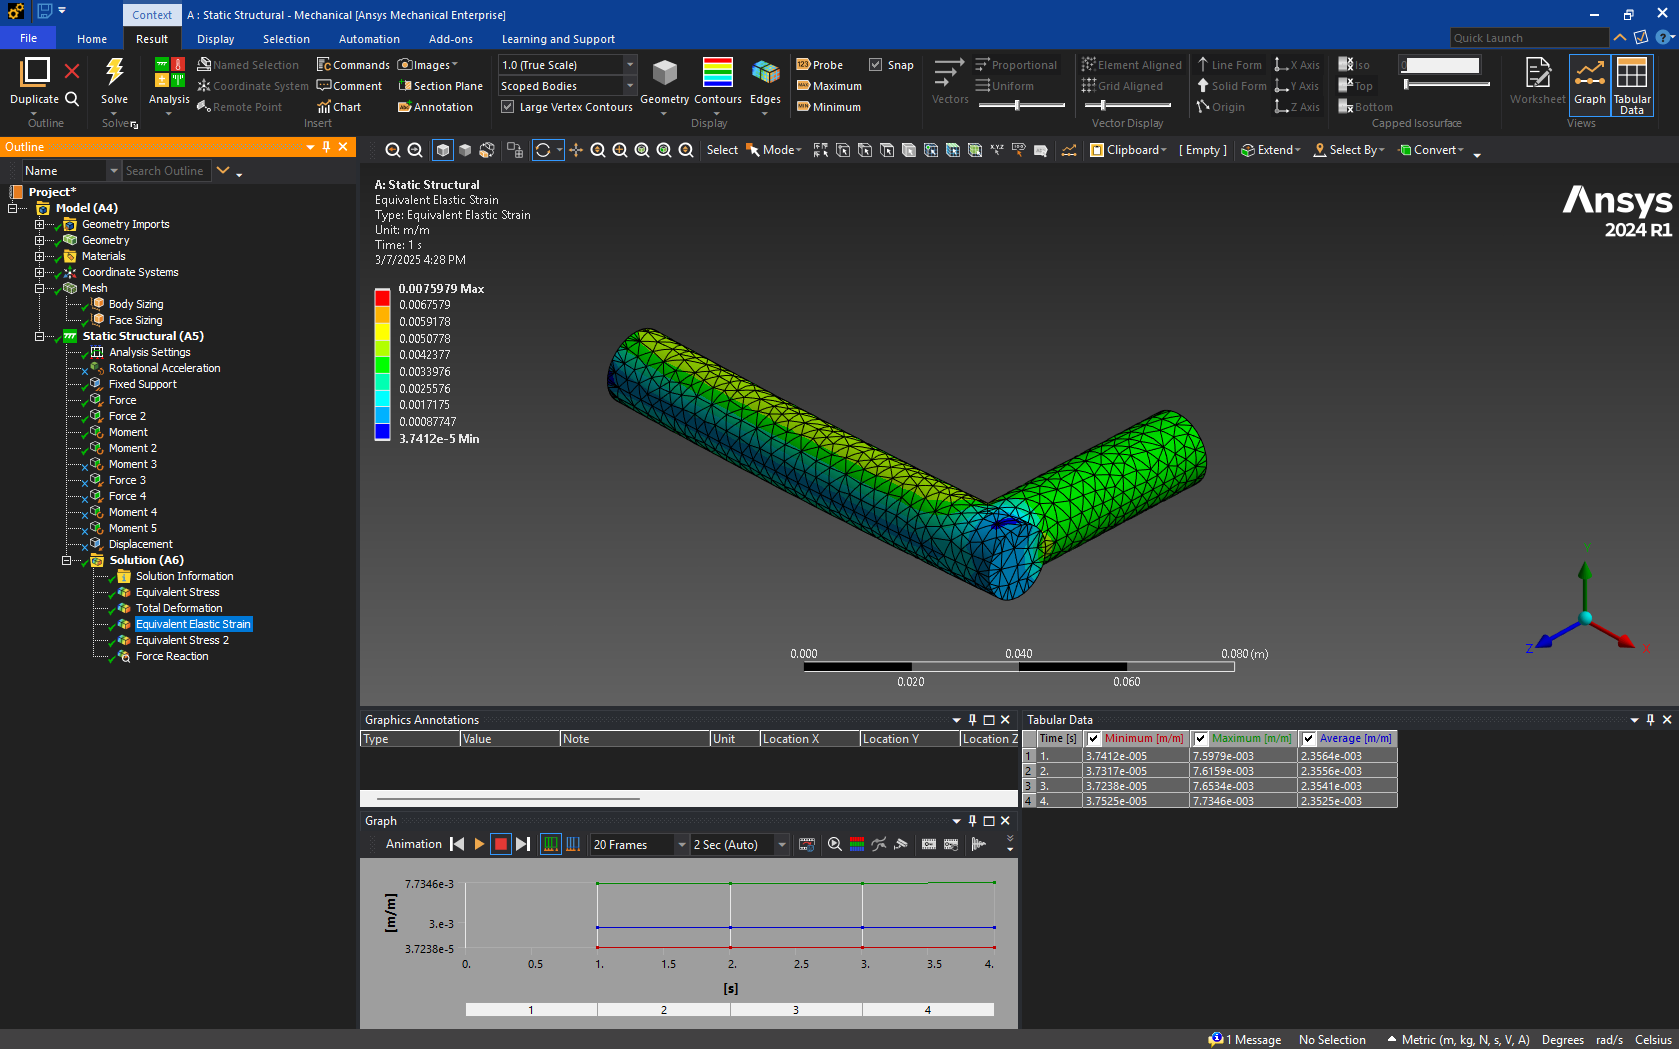 Context
A : Static Structural - Mechanical [Ansys Mechanical Enterprise]
File
Home
Result
Display
Selection
Automation
Add-ons
Learning and Support
Quick Launch
Duplicate
Outline
Solve
Solve
Analysis
Named Selection
Coordinate System
Remote Point
Commands
Comment
Chart
Images
Section Plane
Annotation
Insert
1.0 (True Scale)
Scoped Bodies
Large Vertex Contours
Geometry
Contours
Edges
Display
Probe
Maximum
Minimum
Snap
Vectors
Proportional
Uniform
Element Aligned
Grid Aligned
Line Form
Solid Form
Origin
X Axis
Y Axis
Z Axis
Vector Display
Iso
Top
Bottom
0
Capped Isosurface
Worksheet
Graph
Tabular Data
Views
Outline
Name
Search Outline
Select
Mode
Clipboard
[ Empty ]
Extend
Select By
Convert
Project*
Model (A4)
Geometry Imports
Geometry
Materials
Coordinate Systems
Mesh
Body Sizing
Face Sizing
Static Structural (A5)
Analysis Settings
Rotational Acceleration
Fixed Support
Force
Force 2
Moment
Moment 2
Moment 3
Force 3
Force 4
Moment 4
Moment 5
Displacement
Solution (A6)
Solution Information
Equivalent Stress
Total Deformation
Equivalent Elastic Strain
Equivalent Stress 2
Force Reaction
A: Static Structural
Equivalent Elastic Strain
Type: Equivalent Elastic Strain
Unit: m/m
Time: 1 s
3/7/2025 4:28 PM
0.0075979 Max
0.0067579
0.0059178
0.0050778
0.0042377
0.0033976
0.0025576
0.0017175
0.00087747
3.7412e-5 Min
Ansys
2024 R1
Y
Z
X
0.000 0.040 0.080 (m)
0.020 0.060
Graphics Annotations
Type Value Note Unit Location X Location Y Location Z
Graph
Animation
20 Frames
2 Sec (Auto)
7.7346e-3
3.e-3
3.7238e-5
[m/m]
0. 0.5 1. 1.5 2. 2.5 3. 3.5 4.
[s]
1 2 3 4
Tabular Data
Time [s] Minimum [m/m] Maximum [m/m] Average [m/m]
1 1. 3.7412e-005 7.5979e-003 2.3564e-003
2 2. 3.7317e-005 7.6159e-003 2.3556e-003
3 3. 3.7238e-005 7.6534e-003 2.3541e-003
4 4. 3.7525e-005 7.7346e-003 2.3525e-003
1 Message No Selection Metric (m, kg, N, s, V, A) Degrees rad/s Celsius